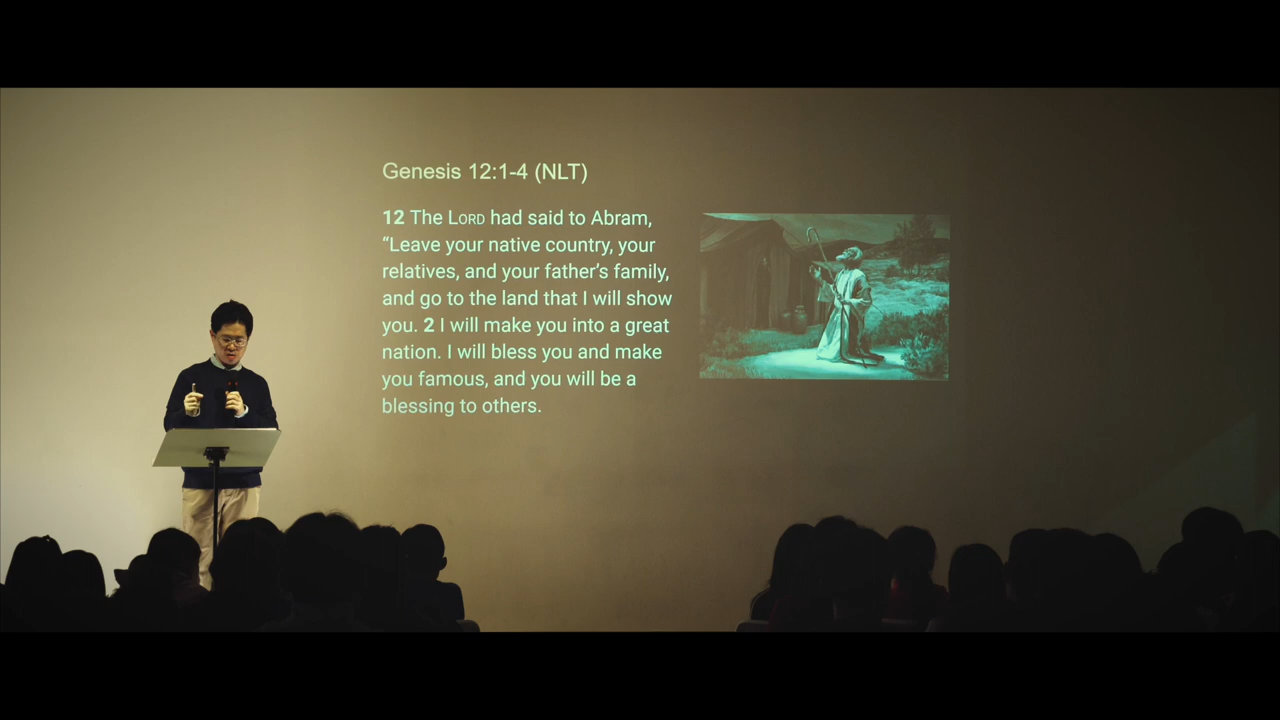 Genesis 12:1-4 (NLT)
12 The LORD had said to Abram,
“Leave your native country, your
relatives, and your father’s family,
and go to the land that I will show
you. 2 I will make you into a great
nation. I will bless you and make
you famous, and you will be a
blessing to others.